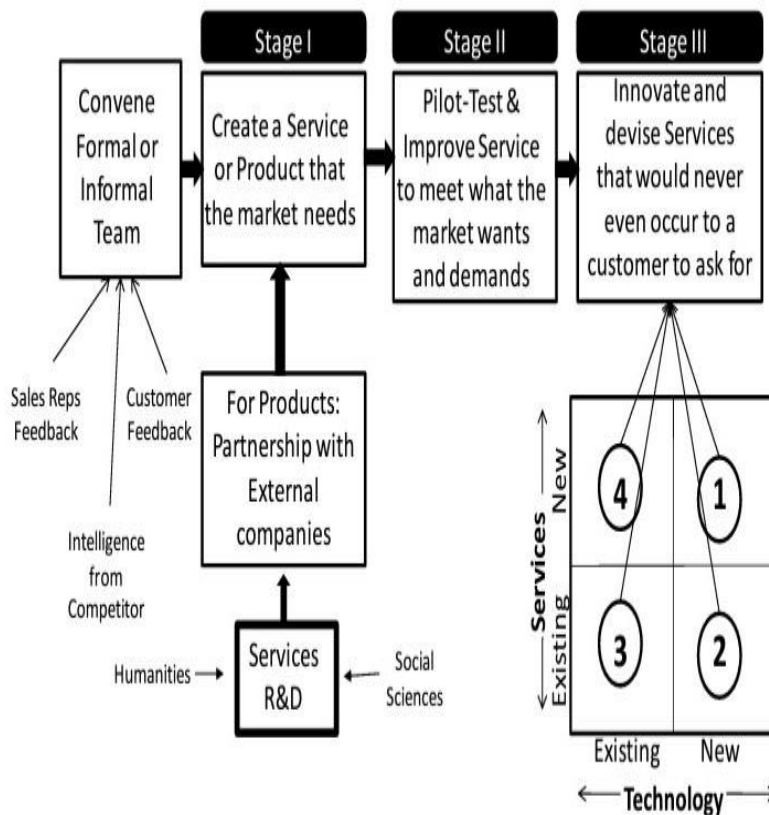 Stage I
Stage II
Stage III
Convene
Formal or
Informal
Team
Create a Service
or Product that
the market needs
Pilot-Test &
Improve Service
to meet what the
market wants
and demands
Innovate and
devise Services
that would never
even occur to a
customer to ask for
Sales Reps
Feedback
Customer
Feedback
Intelligence
from
Competitor
For Products:
Partnership with
External
companies
Humanities
Services
R&D
Social
Sciences
Services
New
Existing
4
1
3
2
Existing
New
Technology